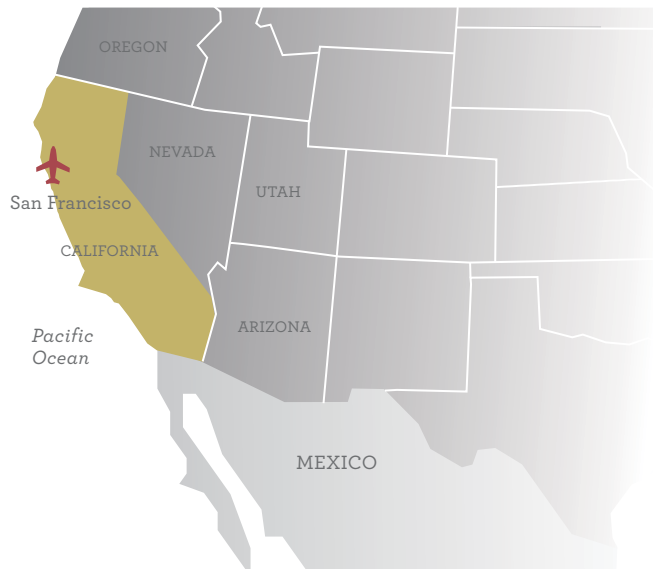 OREGON
NEVADA
UTAH
San Francisco
CALIFORNIA
ARIZONA
Pacific
Ocean
MEXICO